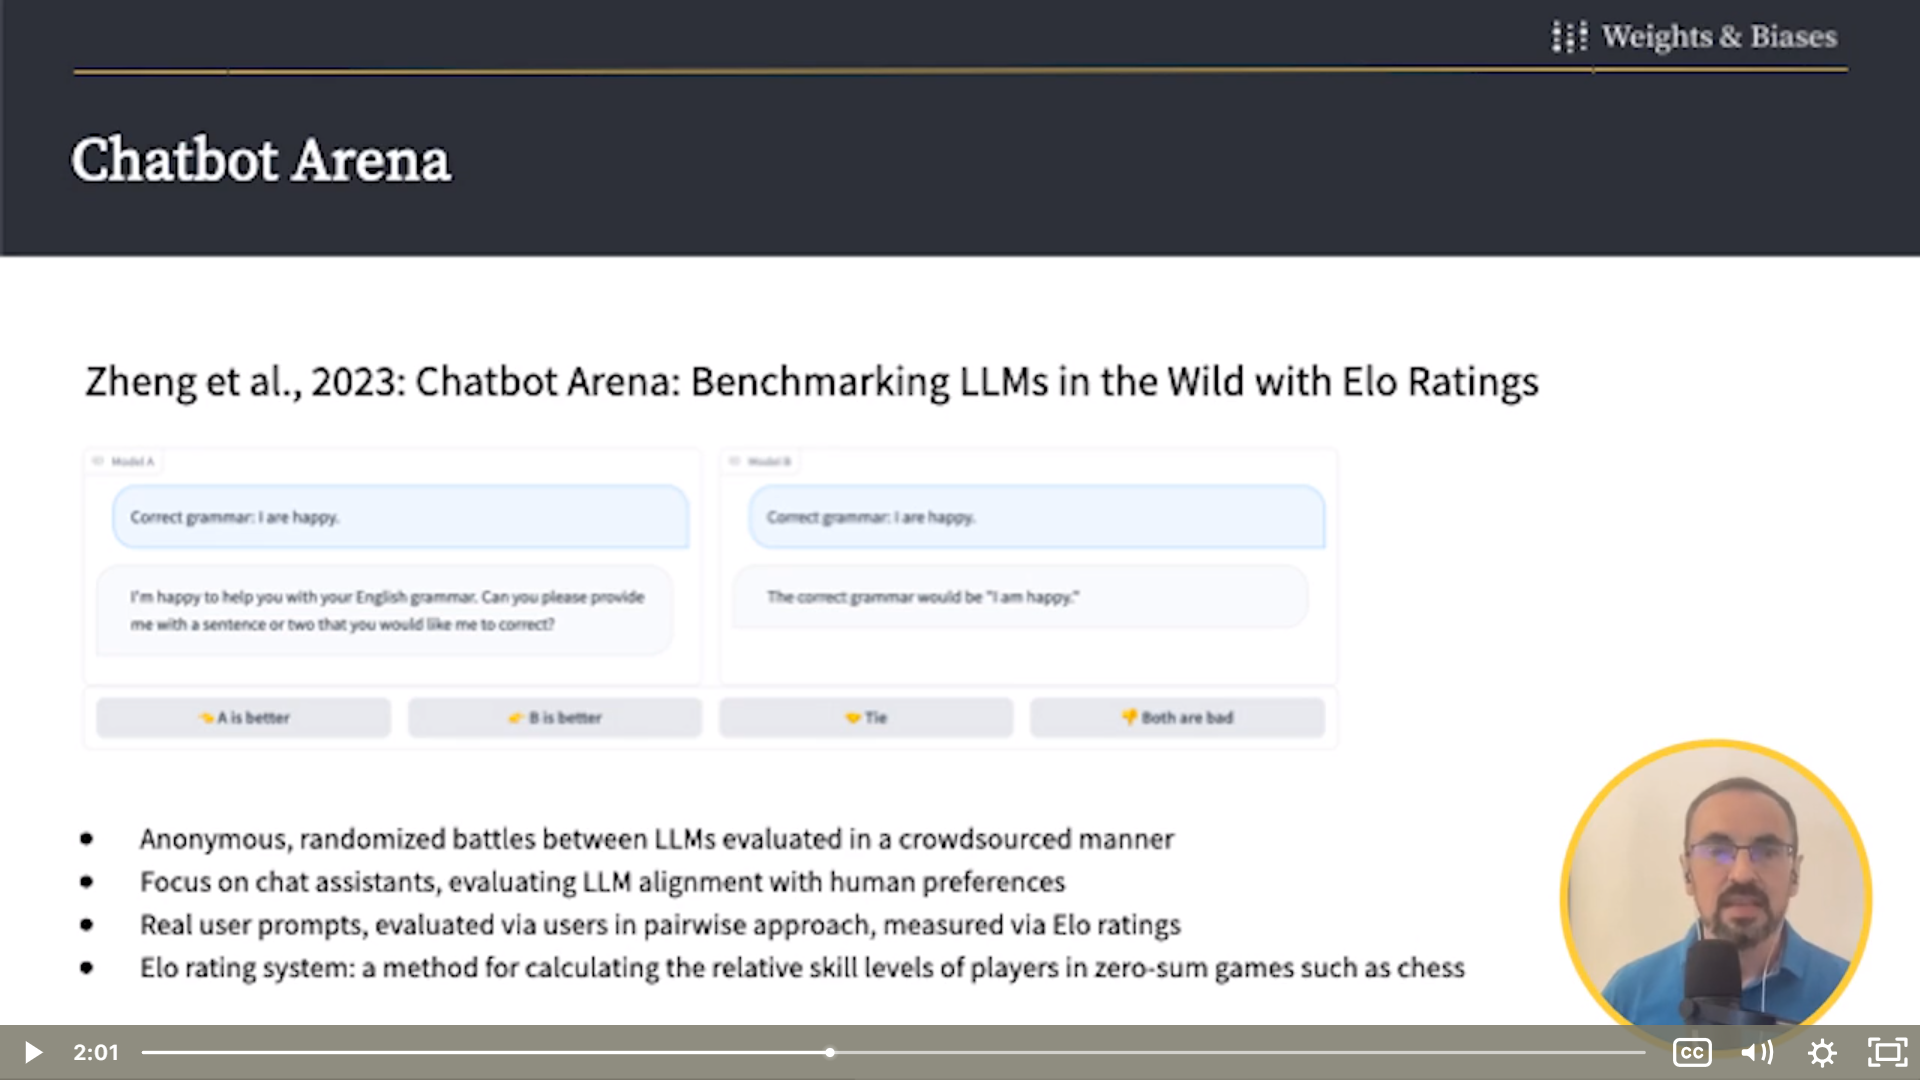 Weights & Biases
Chatbot Arena
Zheng et al., 2023: Chatbot Arena: Benchmarking LLMs in the Wild with Elo Ratings
Model A
Model B
Correct grammar: I are happy.
Correct grammar: I are happy.
I'm happy to help you with your English grammar. Can you please provide
me with a sentence or two that you would like me to correct?
The correct grammar would be "I am happy."
👈 A is better
👉 B is better
🤝 Tie
👎 Both are bad
● Anonymous, randomized battles between LLMs evaluated in a crowdsourced manner
● Focus on chat assistants, evaluating LLM alignment with human preferences
● Real user prompts, evaluated via users in pairwise approach, measured via Elo ratings
● Elo rating system: a method for calculating the relative skill levels of players in zero-sum games such as chess
2:01
CC